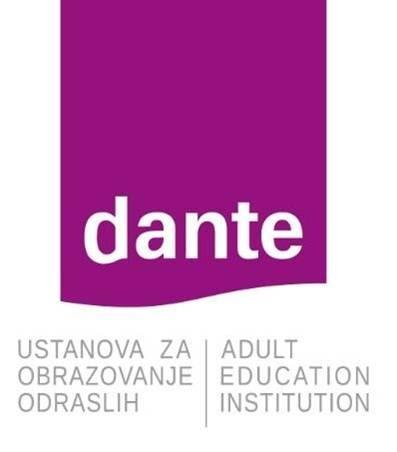 dante
USTANOVA ZA
OBRAZOVANJE
ODRASLIH
ADULT
EDUCATION
INSTITUTION